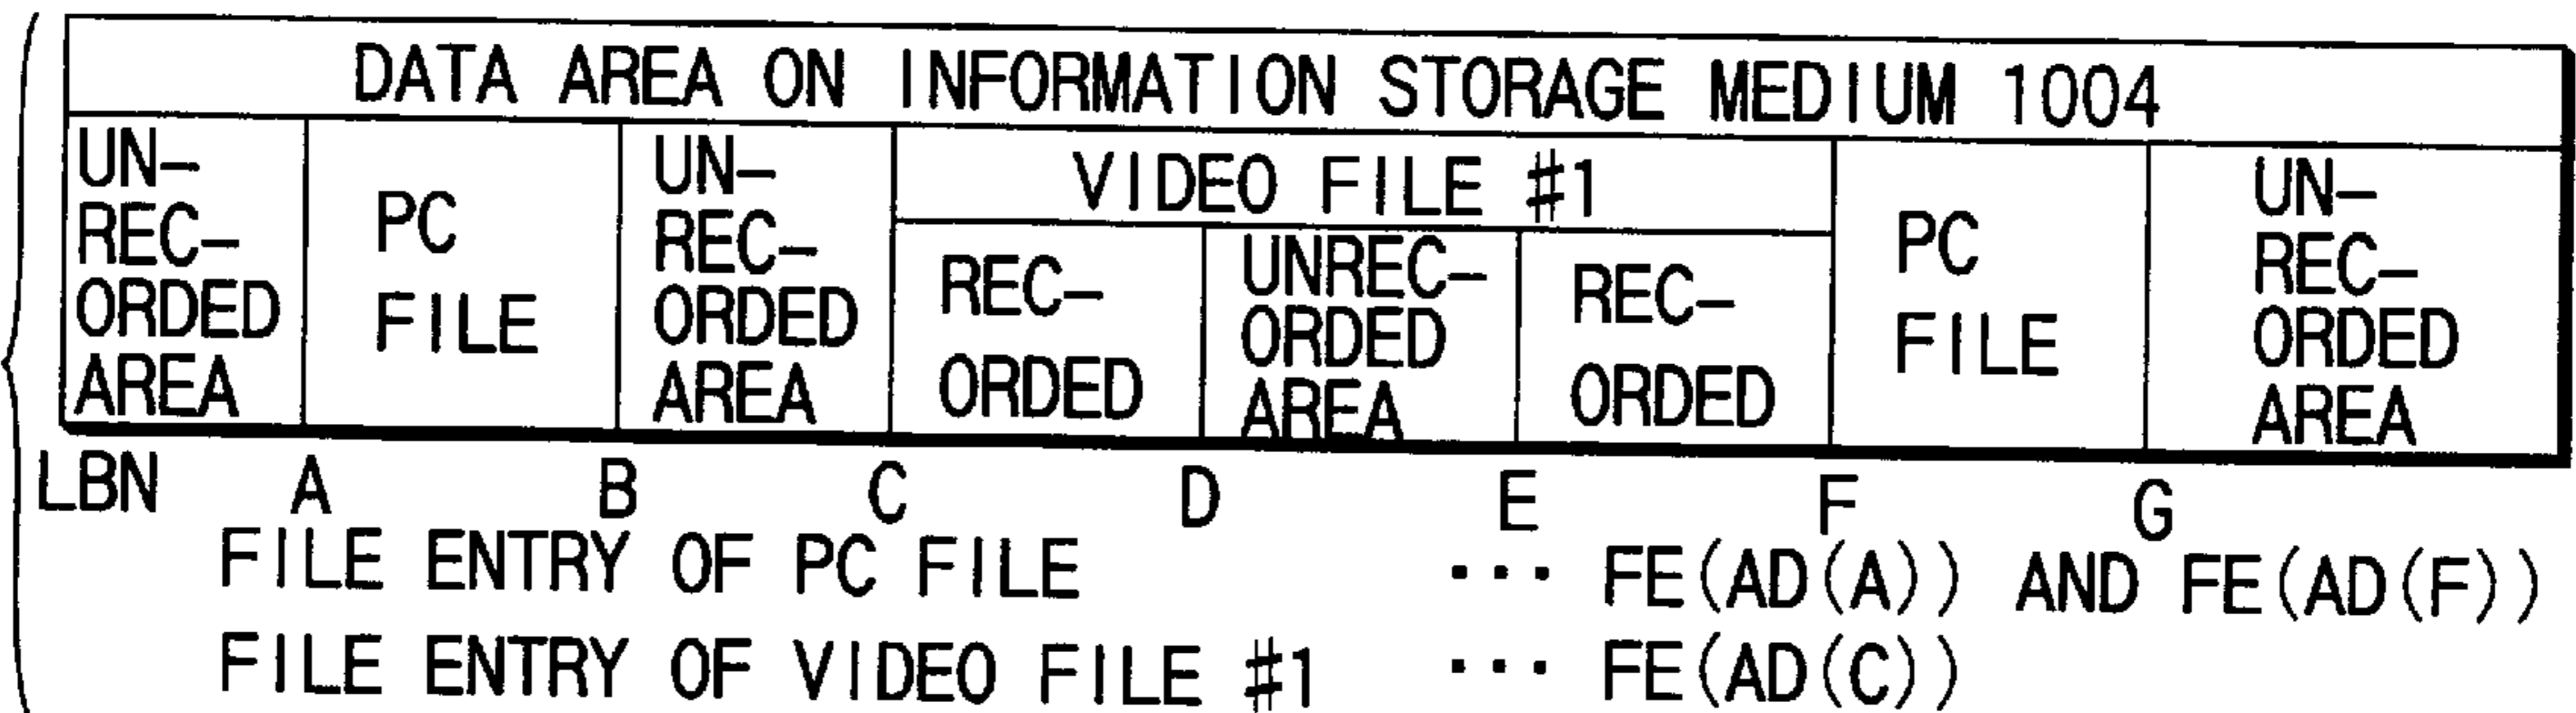 DATA AREA ON INFORMATION STORAGE MEDIUM 1004
UN-
REC-
ORDED
AREA
PC
FILE
UN-
REC-
ORDED
AREA
VIDEO FILE #1
REC-
ORDED
UNREC-
ORDED
AREA
REC-
ORDED
PC
FILE
UN-
REC-
ORDED
AREA
LBN A B C D E F G
FILE ENTRY OF PC FILE ... FE(AD(A)) AND FE(AD(F))
FILE ENTRY OF VIDEO FILE #1 ... FE(AD(C))